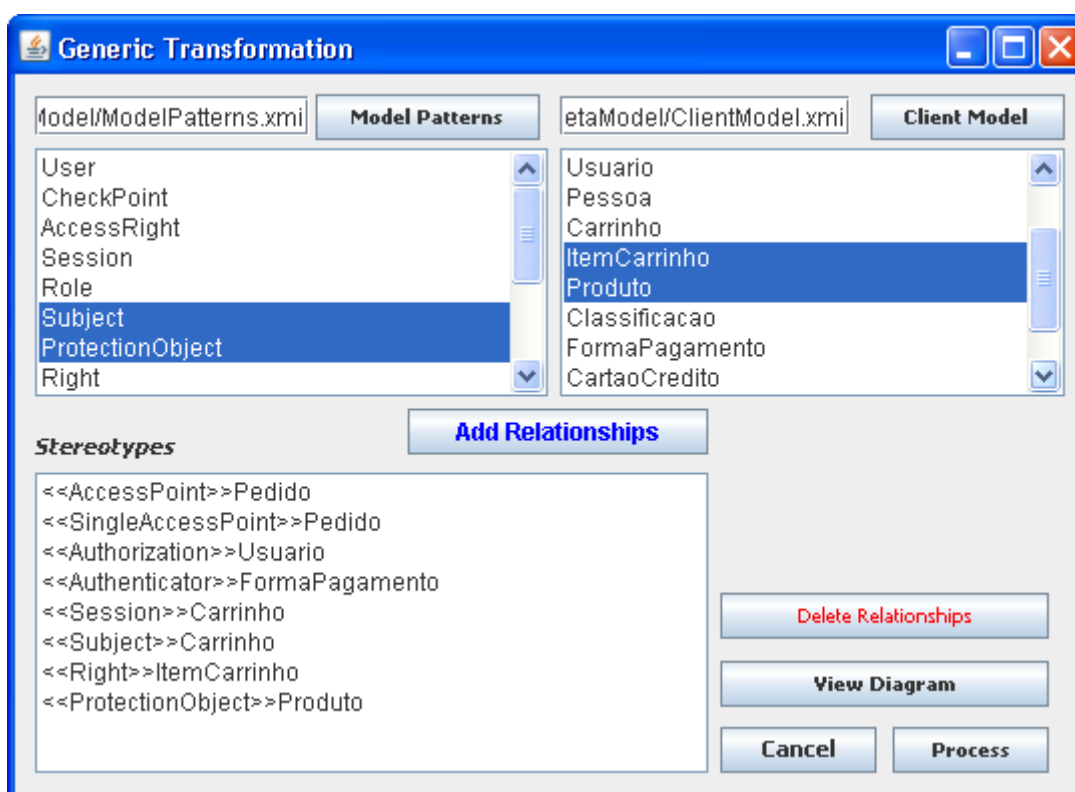 Generic Transformation
Model/ModelPatterns.xmi Model Patterns etaModel/ClientModel.xmi Client Model
User
CheckPoint
AccessRight
Session
Role
Subject
ProtectionObject
Right
Usuario
Pessoa
Carrinho
ItemCarrinho
Produto
Classificacao
FormaPagamento
CartaoCredito
Add Relationships
Stereotypes
<<AccessPoint>>Pedido
<<SingleAccessPoint>>Pedido
<<Authorization>>Usuario
<<Authenticator>>FormaPagamento
<<Session>>Carrinho
<<Subject>>Carrinho
<<Right>>ItemCarrinho
<<ProtectionObject>>Produto
Delete Relationships
View Diagram
Cancel Process